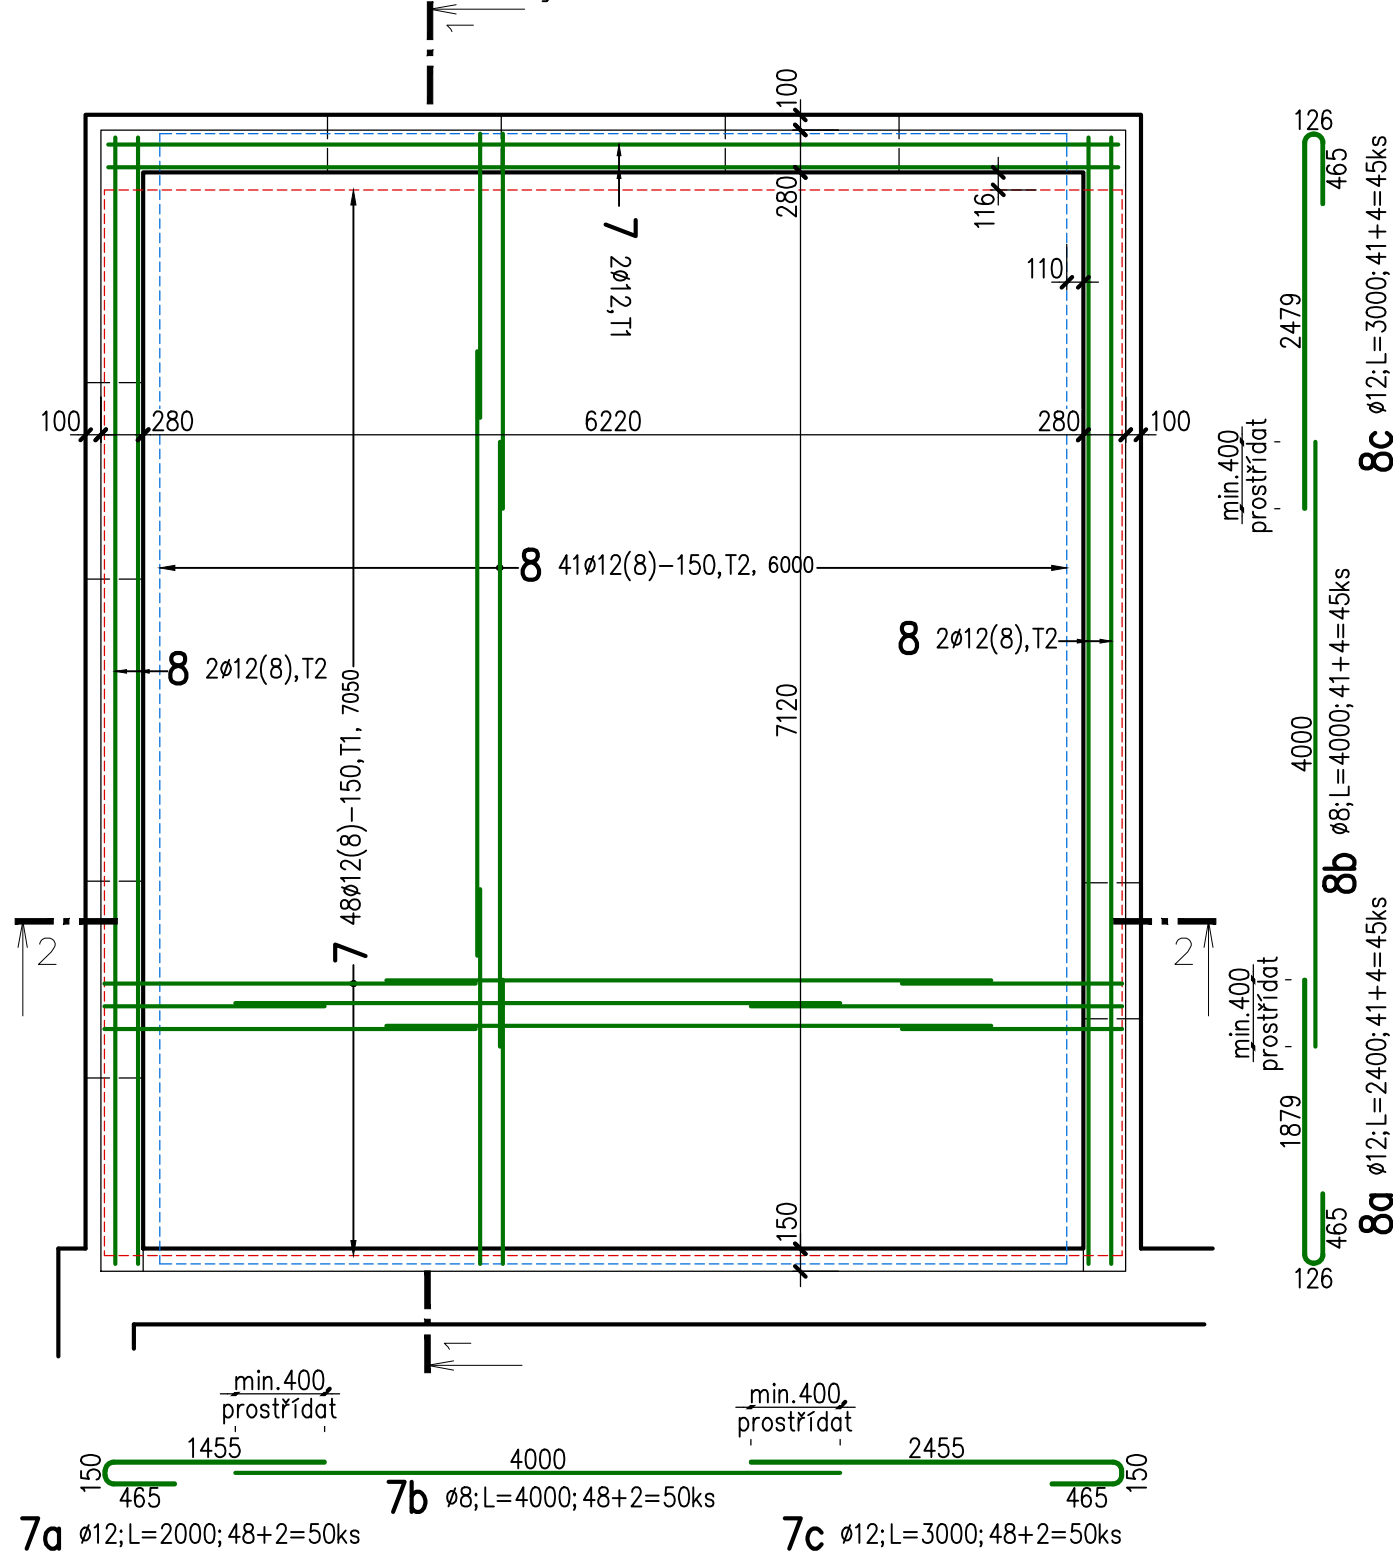 1
100
280
116
110
7 2ø12,T1
100
280
6220
280
100
8 41ø12(8)-150,T2, 6000
8 2ø12(8),T2
8 2ø12(8),T2
7 48ø12(8)-150,T1, 7050
7120
2
2
150
1
126
465
2479
8c ø12;L=3000;41+4=45ks
min.400
prostřídat
4000
8b ø8;L=4000;41+4=45ks
min.400
prostřídat
1879
8a ø12;L=2400;41+4=45ks
465
126
min.400
prostřídat
min.400
prostřídat
1455
4000
2455
150
465
465
150
7b ø8;L=4000;48+2=50ks
7a ø12;L=2000;48+2=50ks
7c ø12;L=3000;48+2=50ks